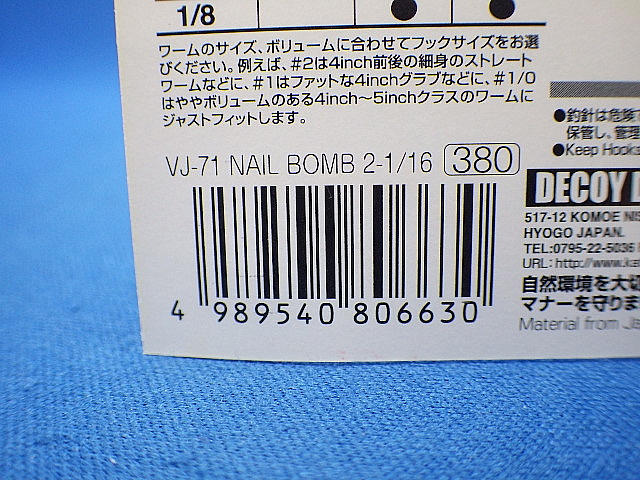 1/8 ● ●
ワームのサイズ、ボリュームに合わせてフックサイズをお選
びください。例えば、#2は4inch前後の細身のストレート
ワームなどに、#1はファットな4inchグラブなどに、#1/0
はややボリュームのある4inch〜5inchクラスのワームに
ジャストフィットします。
VJ-71 NAIL BOMB 2-1/16 380
4 989540 806630
●釣針は危険
保管し、管理
●Keep Hooks
DECOY
517-12 KOMOE
HYOGO JAPAN.
TEL:0795-22-5036
URL:http://www.ka
自然環境を大切
マナーを守りま
Material from